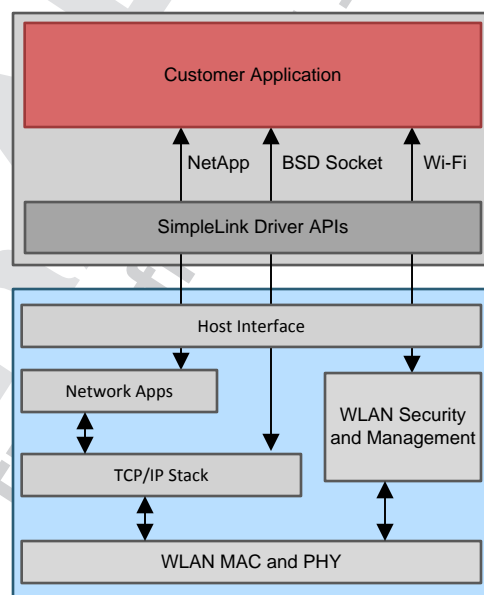 Customer Application
NetApp
BSD Socket
Wi-Fi
SimpleLink Driver APIs
Host Interface
Network Apps
WLAN Security
and Management
TCP/IP Stack
WLAN MAC and PHY